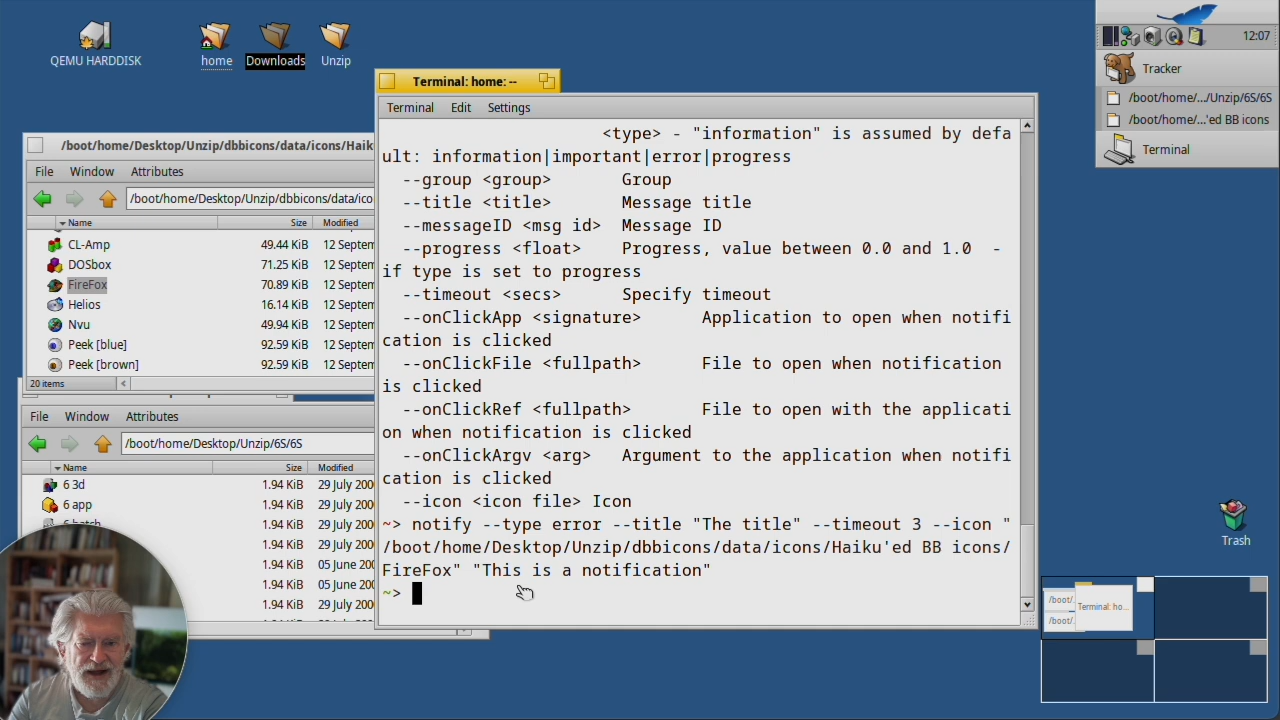 QEMU HARDDISK
home
Downloads
Unzip
12:07
Tracker
/boot/home/.../Unzip/6S/6S
/boot/home/...'ed BB icons
Terminal
/boot/home/Desktop/Unzip/dbbicons/data/icons/Haik
File Window Attributes
/boot/home/Desktop/Unzip/dbbicons/data/ico
Name Size Modified
CL-Amp 49.44 KiB 12 Septem
DOSbox 71.25 KiB 12 Septem
FireFox 70.89 KiB 12 Septem
Helios 16.14 KiB 12 Septem
Nvu 49.94 KiB 12 Septem
Peek [blue] 92.59 KiB 12 Septem
Peek [brown] 92.59 KiB 12 Septem
20 items
File Window Attributes
/boot/home/Desktop/Unzip/6S/6S
Name Size Modified
6 3d 1.94 KiB 29 July 200
6 app 1.94 KiB 29 July 200
1.94 KiB 29 July 200
1.94 KiB 29 July 200
1.94 KiB 05 June 200
1.94 KiB 05 June 200
1.94 KiB 29 July 200
Terminal: home: --
Terminal Edit Settings
<type> - "information" is assumed by defa
ult: information|important|error|progress
--group <group> Group
--title <title> Message title
--messageID <msg id> Message ID
--progress <float> Progress, value between 0.0 and 1.0 -
if type is set to progress
--timeout <secs> Specify timeout
--onClickApp <signature> Application to open when notifi
cation is clicked
--onClickFile <fullpath> File to open when notification
is clicked
--onClickRef <fullpath> File to open with the applicati
on when notification is clicked
--onClickArgv <arg> Argument to the application when notifi
cation is clicked
--icon <icon file> Icon
~> notify --type error --title "The title" --timeout 3 --icon "
/boot/home/Desktop/Unzip/dbbicons/data/icons/Haiku'ed BB icons/
FireFox" "This is a notification"
~>
Trash
/boot/.
Terminal: ho...
/boot/.